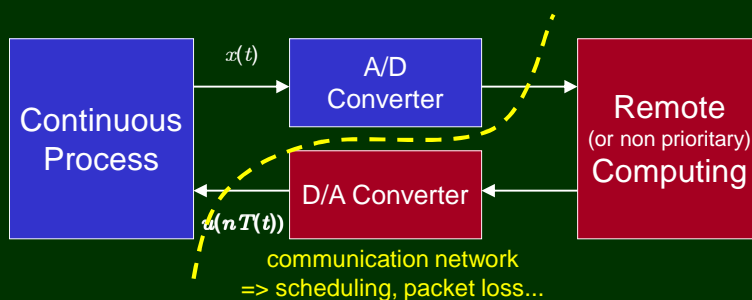 x(t)
A/D
Converter
Continuous
Process
Remote
(or non prioritary)
Computing
D/A Converter
u(nT(t))
communication network
=> scheduling, packet loss...